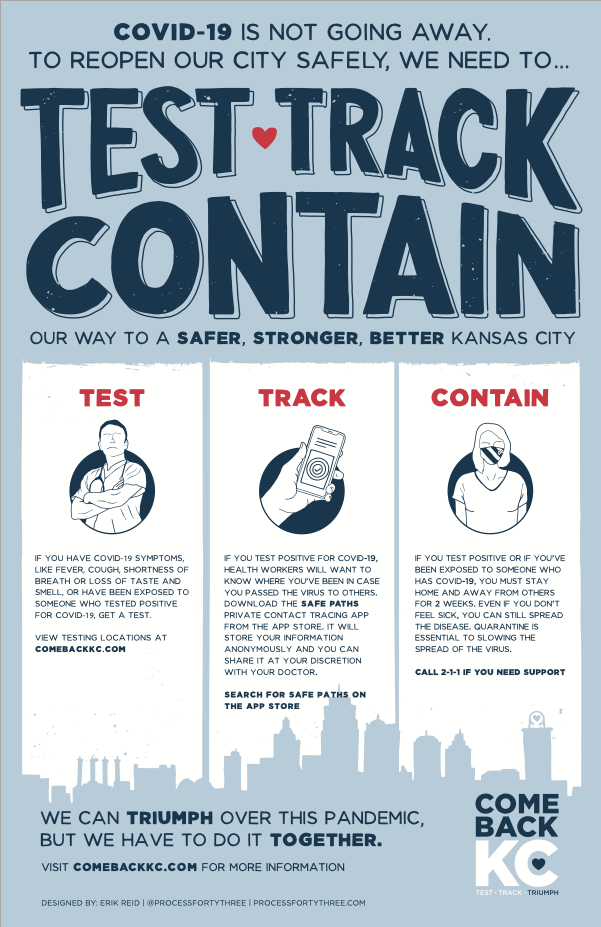 COVID-19 IS NOT GOING AWAY.
TO REOPEN OUR CITY SAFELY, WE NEED TO...
TEST TRACK
CONTAIN
OUR WAY TO A SAFER, STRONGER, BETTER KANSAS CITY
TEST
IF YOU HAVE COVID-19 SYMPTOMS,
LIKE FEVER, COUGH, SHORTNESS OF
BREATH OR LOSS OF TASTE AND
SMELL, OR HAVE BEEN EXPOSED TO
SOMEONE WHO TESTED POSITIVE
FOR COVID-19, GET A TEST.
VIEW TESTING LOCATIONS AT
COMEBACKKC.COM
TRACK
IF YOU TEST POSITIVE FOR COVID-19,
HEALTH WORKERS WILL WANT TO
KNOW WHERE YOU'VE BEEN IN CASE
YOU PASSED THE VIRUS TO OTHERS.
DOWNLOAD THE SAFE PATHS
PRIVATE CONTACT TRACING APP
FROM THE APP STORE. IT WILL
STORE YOUR INFORMATION
ANONYMOUSLY AND YOU CAN
SHARE IT AT YOUR DISCRETION
WITH YOUR DOCTOR.
SEARCH FOR SAFE PATHS ON
THE APP STORE
CONTAIN
IF YOU TEST POSITIVE OR IF YOU'VE
BEEN EXPOSED TO SOMEONE WHO
HAS COVID-19, YOU MUST STAY
HOME AND AWAY FROM OTHERS
FOR 2 WEEKS. EVEN IF YOU DON'T
FEEL SICK, YOU CAN STILL SPREAD
THE DISEASE. QUARANTINE IS
ESSENTIAL TO SLOWING THE
SPREAD OF THE VIRUS.
CALL 2-1-1 IF YOU NEED SUPPORT
WE CAN TRIUMPH OVER THIS PANDEMIC,
BUT WE HAVE TO DO IT TOGETHER.
VISIT COMEBACKKC.COM FOR MORE INFORMATION
DESIGNED BY: ERIK REID | @PROCESSFORTYTHREE | PROCESSFORTYTHREE.COM
COME
BACK
KC
TEST · TRACK · TRIUMPH